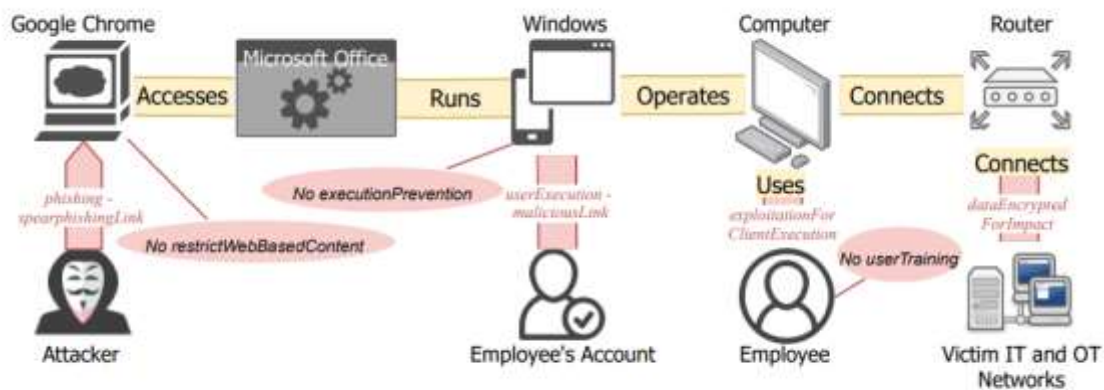 Google Chrome
Windows
Computer
Router
Microsoft Office
Accesses
Runs
Operates
Connects
No executionPrevention
phishing -
spearphishingLink
No restrictWebBasedContent
userExecution -
maliciousLink
Uses
exploitationFor
ClientExecution
Connects
dataEncrypted
ForImpact
No userTraining
Attacker
Employee's Account
Employee
Victim IT and OT
Networks